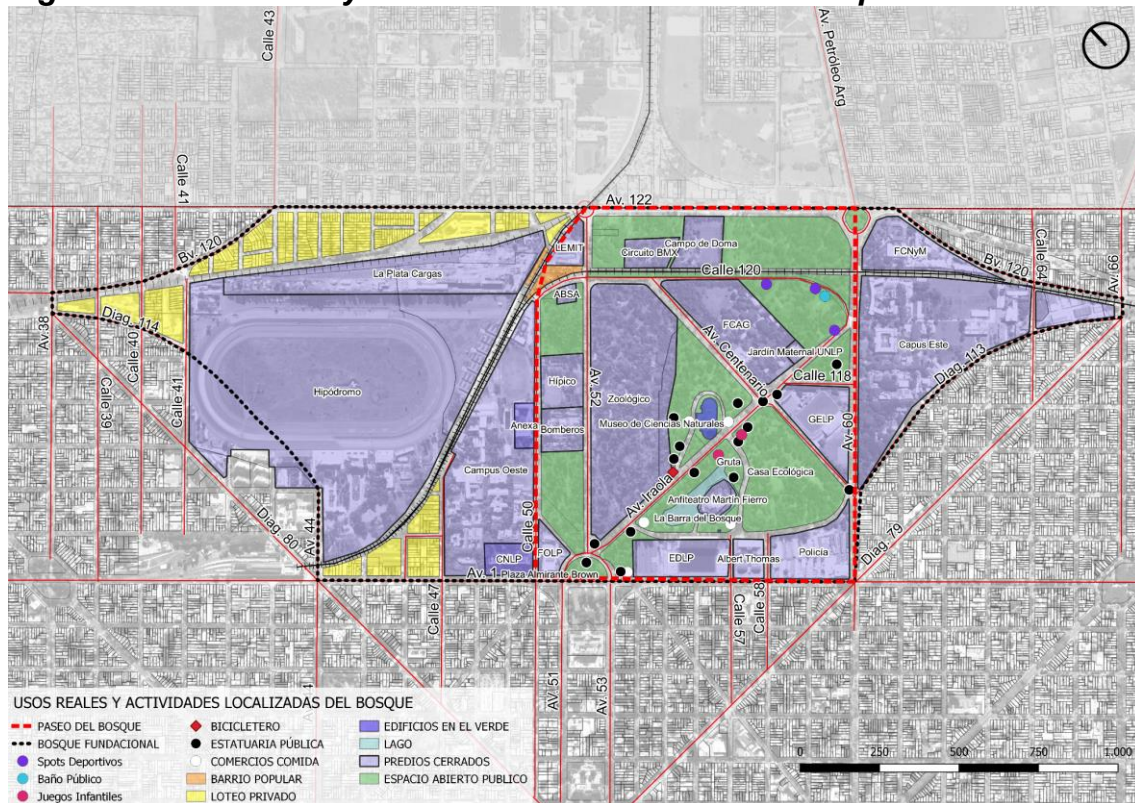 Calle 43
Av. Petróleo Arg
Calle 41
Av. 122
Bv. 120
LEMIT
Campo de Doma
Circuito BMX
FCNyM
La Plata Cargas
Calle 120
Bv. 120
Calle 64
Av. 66
ABSA
Av38
Diag. 114
Calle 40
Calle 41
Calle 39
FCAG
Av. Centenario
Jardín Maternal UNLP
Capus Este
Diag. 113
Hipódromo
Hípico
Av. 52
Zoológico
Calle 118
Anexa
Bomberos
Museo de Ciencias Naturales
GELP
Av. 60
Campus Oeste
Gruta
Casa Ecológica
Av. Iraola
Anfiteatro Martín Fierro
La Barra del Bosque
Calle 50
Av. 44
Diag. 80
CNLP
FOLP
EDLP
Albert Thomas
Policía
Diag. 79
Av. 1
Plaza Almirante Brown
Calle 47
Calle 57
Calle 58
AV. 51
Av. 53
USOS REALES Y ACTIVIDADES LOCALIZADAS DEL BOSQUE
PASEO DEL BOSQUE
BOSQUE FUNDACIONAL
Spots Deportivos
Baño Público
Juegos Infantiles
BICICLETERO
ESTATUARIA PÚBLICA
COMERCIOS COMIDA
BARRIO POPULAR
LOTEO PRIVADO
EDIFICIOS EN EL VERDE
LAGO
PREDIOS CERRADOS
ESPACIO ABIERTO PUBLICO
0 250 500 750 1.000